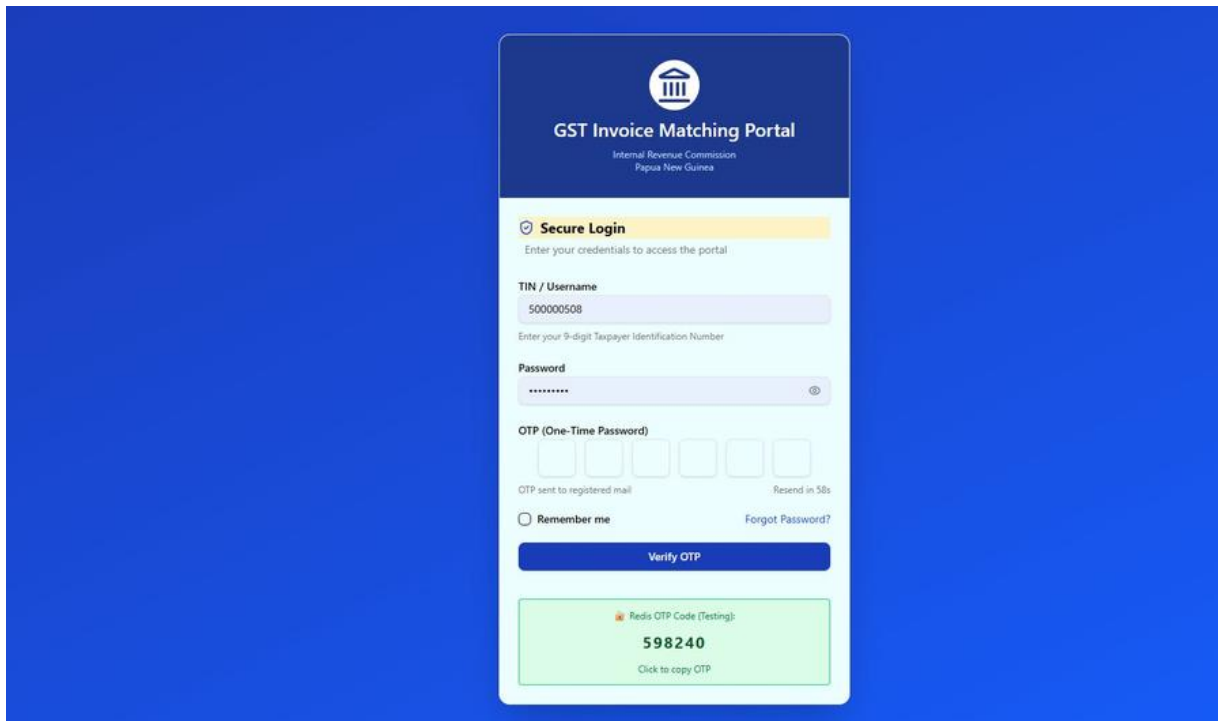 GST Invoice Matching Portal
Internal Revenue Commission
Papua New Guinea
Secure Login
Enter your credentials to access the portal
TIN / Username
500000508
Enter your 9-digit Taxpayer Identification Number
Password
•••••••••
OTP (One-Time Password)
OTP sent to registered mail Resend in 58s
Remember me Forgot Password?
Verify OTP
Redis OTP Code (Testing):
598240
Click to copy OTP